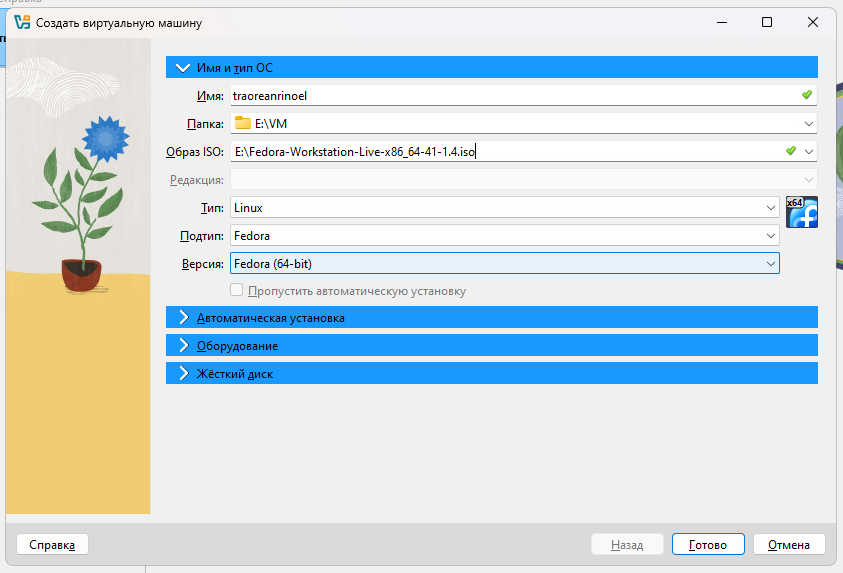 Создать виртуальную машину
Имя и тип ОС
Имя: traoreanrinoel
Папка: E:\VM
Образ ISO: E:\Fedora-Workstation-Live-x86_64-41-1.4.iso
Редакция:
x64
Тип: Linux
Подтип: Fedora
Версия: Fedora (64-bit)
Пропустить автоматическую установку
Автоматическая установка
Оборудование
Жёсткий диск
Справка Назад Готово Отмена